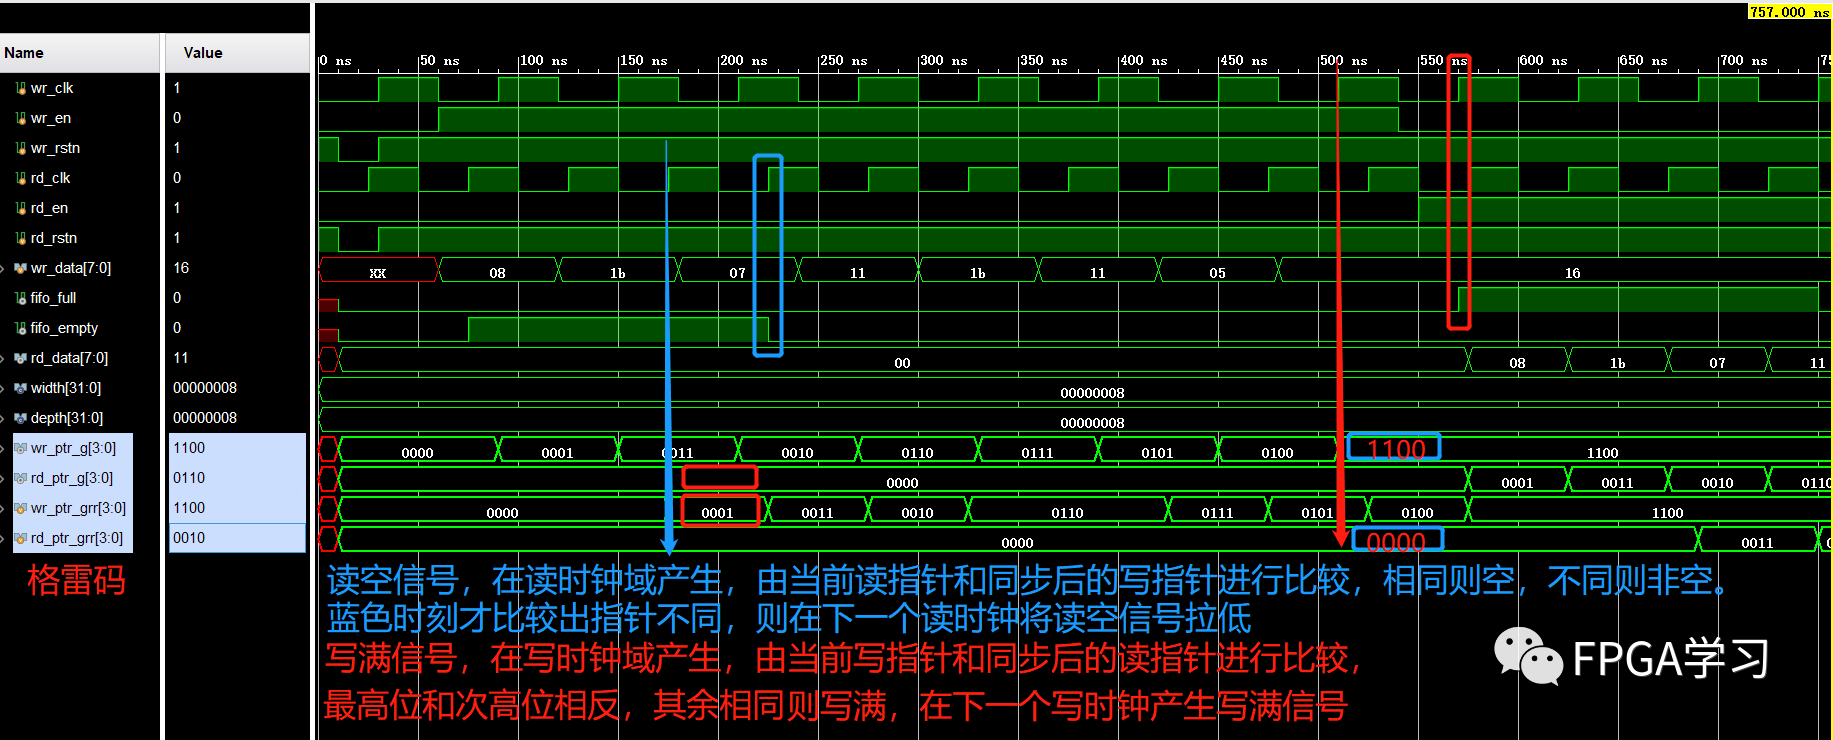 757.000 ns
Name Value
0 ns 50 ns 100 ns 150 ns 200 ns 250 ns 300 ns 350 ns 400 ns 450 ns 500 ns 550 ns 600 ns 650 ns 700 ns
wr_clk 1
wr_en 0
wr_rstn 1
rd_clk 0
rd_en 1
rd_rstn 1
wr_data[7:0] 16 XX 08 1b 07 11 1b 11 05 16
fifo_full 0
fifo_empty 0
rd_data[7:0] 11 00 08 1b 07 11
width[31:0] 00000008 00000008
depth[31:0] 00000008 00000008
wr_ptr_g[3:0] 1100 0000 0001 0011 0010 0110 0111 0101 0100 1100 1100
rd_ptr_g[3:0] 0110 0000 0001 0011 0010 0110
wr_ptr_grr[3:0] 1100 0000 0001 0011 0010 0110 0111 0101 0100 1100
rd_ptr_grr[3:0] 0010 0000 0000 0011
格雷码
读空信号，在读时钟域产生，由当前读指针和同步后的写指针进行比较，相同则空，不同则非空。
蓝色时刻才比较出指针不同，则在下一个读时钟将读空信号拉低
写满信号，在写时钟域产生，由当前写指针和同步后的读指针进行比较，
最高位和次高位相反，其余相同则写满，在下一个写时钟产生写满信号
FPGA学习